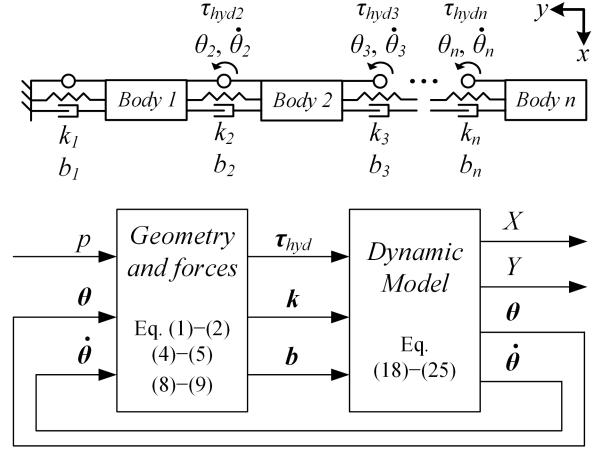 τhyd2 τhyd3 τhydn y
θ2, θ̇2 θ3, θ̇3 θn, θ̇n x
Body 1 Body 2 ••• Body n
k1 k2 k3 kn
b1 b2 b3 bn
p Geometry and forces τhyd Dynamic Model X
Y
θ k θ
Eq. (1)−(2) Eq.
θ̇ (4)−(5) b (18)−(25) θ̇
(8)−(9)